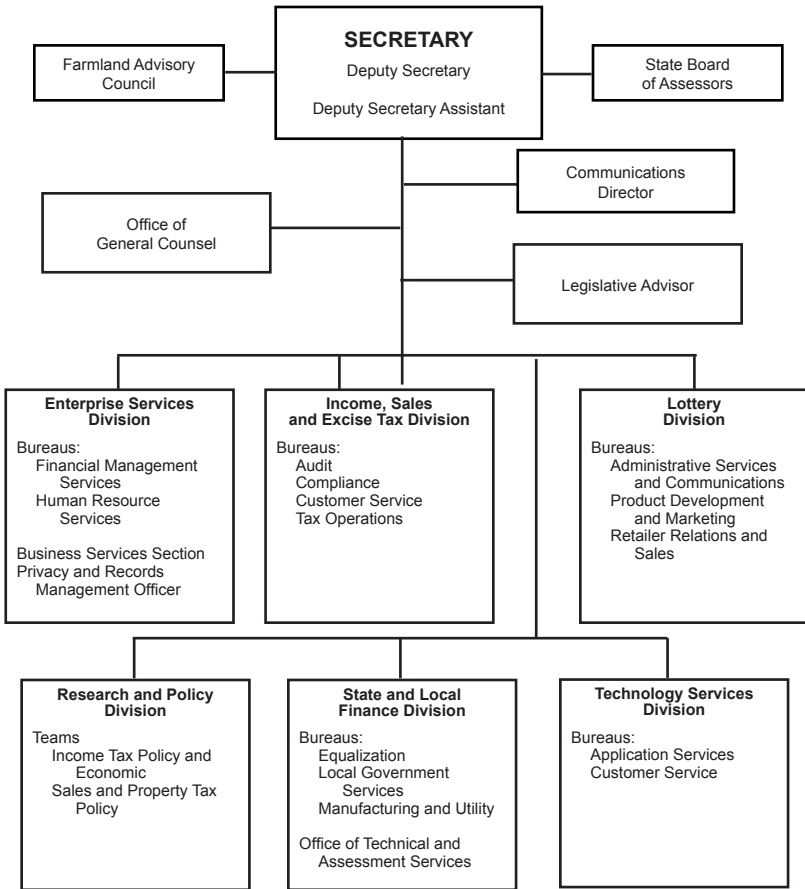 SECRETARY
Deputy Secretary
Deputy Secretary Assistant
Farmland Advisory
Council
State Board
of Assessors
Communications
Director
Office of
General Counsel
Legislative Advisor
Enterprise Services
Division
Bureaus:
Financial Management
Services
Human Resource
Services
Business Services Section
Privacy and Records
Management Officer
Income, Sales
and Excise Tax Division
Bureaus:
Audit
Compliance
Customer Service
Tax Operations
Lottery
Division
Bureaus:
Administrative Services
and Communications
Product Development
and Marketing
Retailer Relations and
Sales
Research and Policy
Division
Teams
Income Tax Policy and
Economic
Sales and Property Tax
Policy
State and Local
Finance Division
Bureaus:
Equalization
Local Government
Services
Manufacturing and Utility
Office of Technical and
Assessment Services
Technology Services
Division
Bureaus:
Application Services
Customer Service